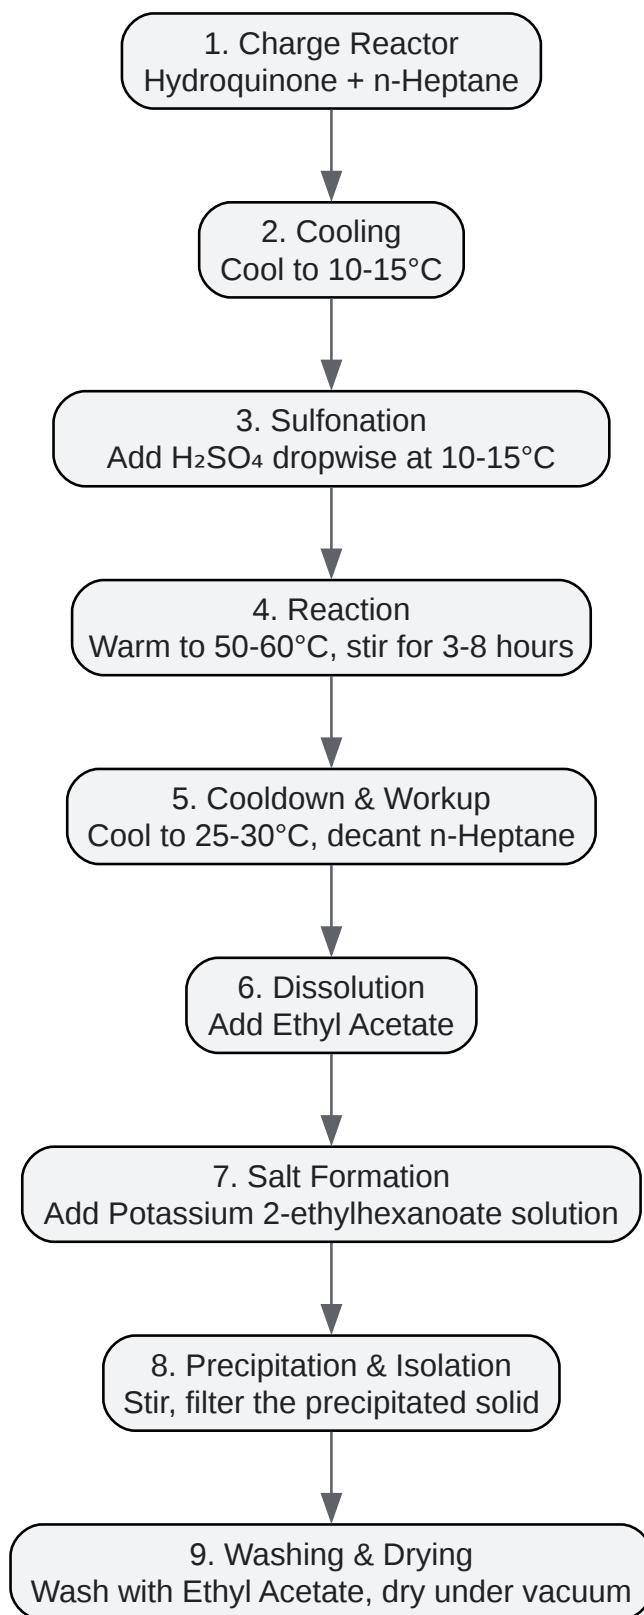 1. Charge Reactor
Hydroquinone + n-Heptane
2. Cooling
Cool to 10-15°C
3. Sulfonation
Add H₂SO₄ dropwise at 10-15°C
4. Reaction
Warm to 50-60°C, stir for 3-8 hours
5. Cooldown & Workup
Cool to 25-30°C, decant n-Heptane
6. Dissolution
Add Ethyl Acetate
7. Salt Formation
Add Potassium 2-ethylhexanoate solution
8. Precipitation & Isolation
Stir, filter the precipitated solid
9. Washing & Drying
Wash with Ethyl Acetate, dry under vacuum